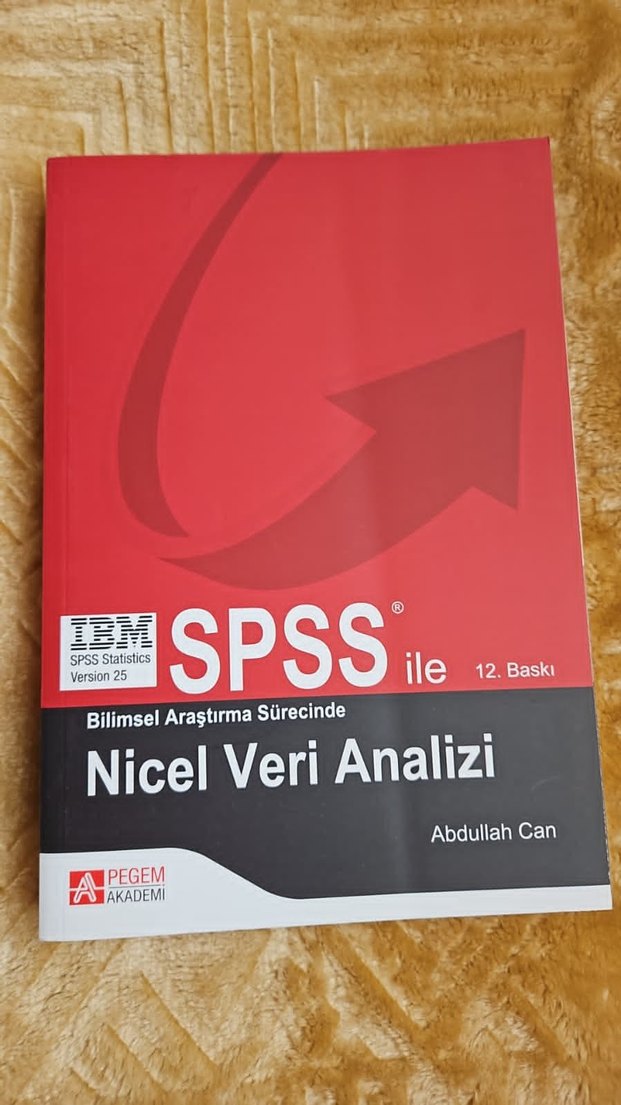 IBM
SPSS Statistics
Version 25
SPSS® ile
12. Baskı
Bilimsel Araştırma Sürecinde
Nicel Veri Analizi
Abdullah Can
PEGEM
AKADEMİ